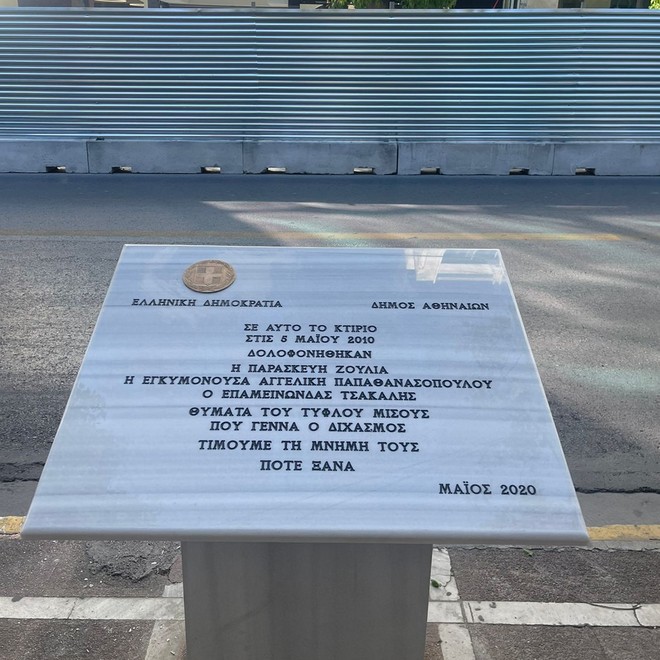 ΕΛΛΗΝΙΚΗ ΔΗΜΟΚΡΑΤΙΑ ΔΗΜΟΣ ΑΘΗΝΑΙΩΝ
ΣΕ ΑΥΤΟ ΤΟ ΚΤΙΡΙΟ
ΣΤΙΣ 5 ΜΑΪΟΥ 2010
ΔΟΛΟΦΟΝΗΘΗΚΑΝ
Η ΠΑΡΑΣΚΕΥΗ ΖΟΥΛΙΑ
Η ΕΓΚΥΜΟΝΟΥΣΑ ΑΓΓΕΛΙΚΗ ΠΑΠΑΘΑΝΑΣΟΠΟΥΛΟΥ
Ο ΕΠΑΜΕΙΝΩΝΔΑΣ ΤΣΑΚΑΛΗΣ
ΘΥΜΑΤΑ ΤΟΥ ΤΥΦΛΟΥ ΜΙΣΟΥΣ
ΠΟΥ ΓΕΝΝΑ Ο ΔΙΧΑΣΜΟΣ
ΤΙΜΟΥΜΕ ΤΗ ΜΝΗΜΗ ΤΟΥΣ
ΠΟΤΕ ΞΑΝΑ
ΜΑΪΟΣ 2020